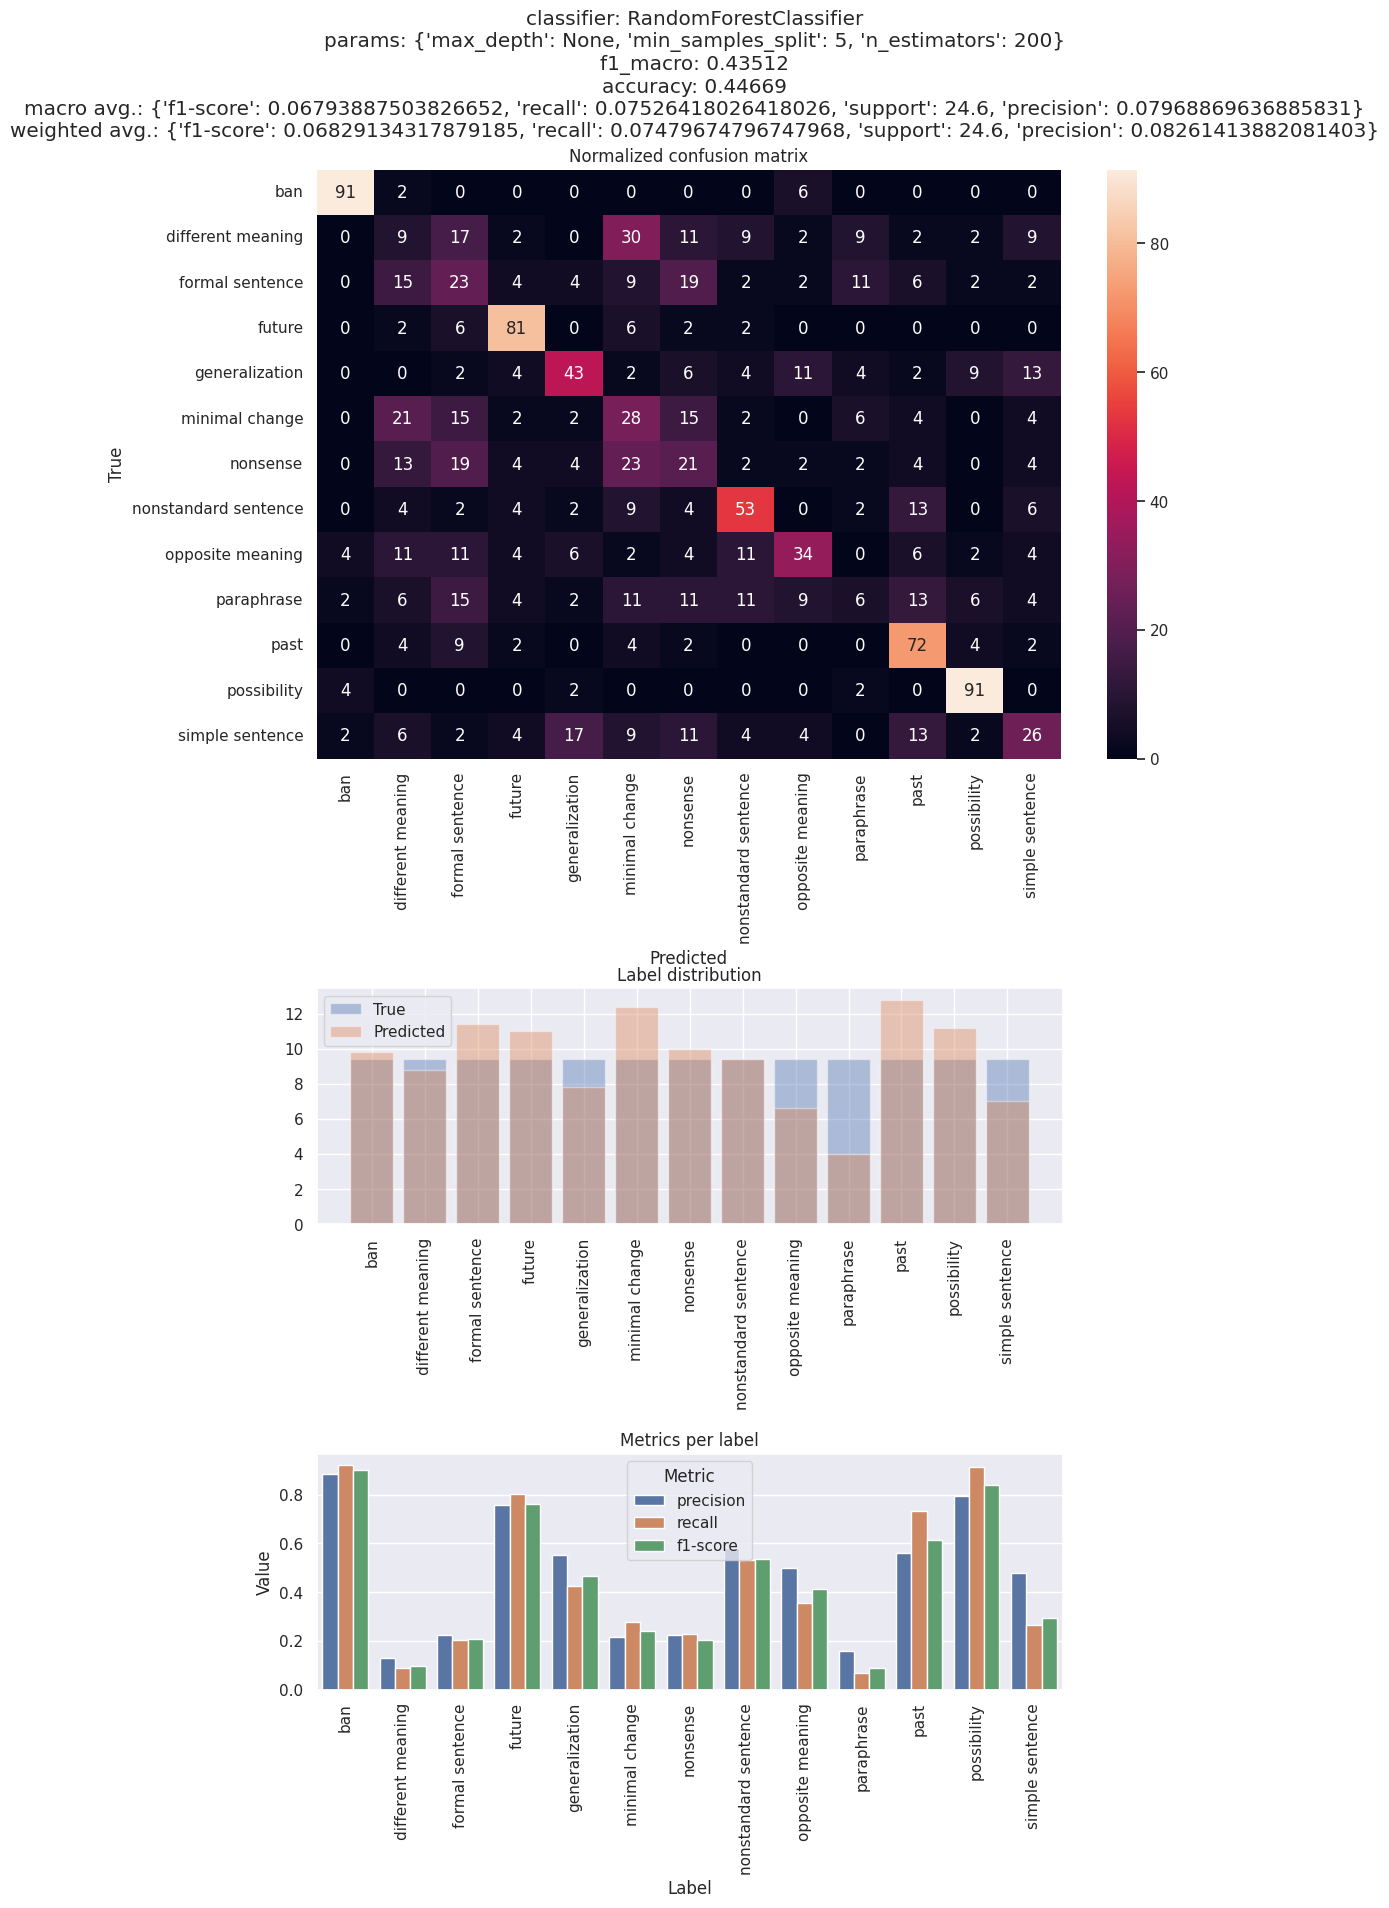 classifier: RandomForestClassifier
params: {'max_depth': None, 'min_samples_split': 5, 'n_estimators': 200}
f1_macro: 0.43512
accuracy: 0.44669
macro avg.: {'f1-score': 0.06793887503826652, 'recall': 0.07526418026418026, 'support': 24.6, 'precision': 0.07968869636885831}
weighted avg.: {'f1-score': 0.06829134317879185, 'recall': 0.07479674796747968, 'support': 24.6, 'precision': 0.08261413882081403}
Normalized confusion matrix
True
ban 91 2 0 0 0 0 0 0 6 0 0 0 0
different meaning 0 9 17 2 0 30 11 9 2 9 2 2 9
formal sentence 0 15 23 4 4 9 19 2 2 11 6 2 2
future 0 2 6 81 0 6 2 2 0 0 0 0 0
generalization 0 0 2 4 43 2 6 4 11 4 2 9 13
minimal change 0 21 15 2 2 28 15 2 0 6 4 0 4
nonsense 0 13 19 4 4 23 21 2 2 2 4 0 4
nonstandard sentence 0 4 2 4 2 9 4 53 0 2 13 0 6
opposite meaning 4 11 11 4 6 2 4 11 34 0 6 2 4
paraphrase 2 6 15 4 2 11 11 11 9 6 13 6 4
past 0 4 9 2 0 4 2 0 0 0 72 4 2
possibility 4 0 0 0 2 0 0 0 0 2 0 91 0
simple sentence 2 6 2 4 17 9 11 4 4 0 13 2 26
80
60
40
20
0
ban
different meaning
formal sentence
future
generalization
minimal change
nonsense
nonstandard sentence
opposite meaning
paraphrase
past
possibility
simple sentence
Predicted
Label distribution
True
Predicted
12
10
8
6
4
2
0
ban
different meaning
formal sentence
future
generalization
minimal change
nonsense
nonstandard sentence
opposite meaning
paraphrase
past
possibility
simple sentence
Metrics per label
Metric
precision
recall
f1-score
Value
0.8
0.6
0.4
0.2
0.0
ban
different meaning
formal sentence
future
generalization
minimal change
nonsense
nonstandard sentence
opposite meaning
paraphrase
past
possibility
simple sentence
Label